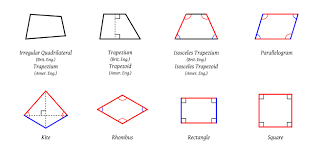 Irregular Quadrilateral
(Brit. Eng.)
Trapezium
(Amer. Eng.)
Trapezium
(Brit. Eng.)
Trapezoid
(Amer. Eng.)
Isosceles Trapezium
(Brit. Eng.)
Isosceles Trapezoid
(Amer. Eng.)
Parallelogram
Kite
Rhombus
Rectangle
Square